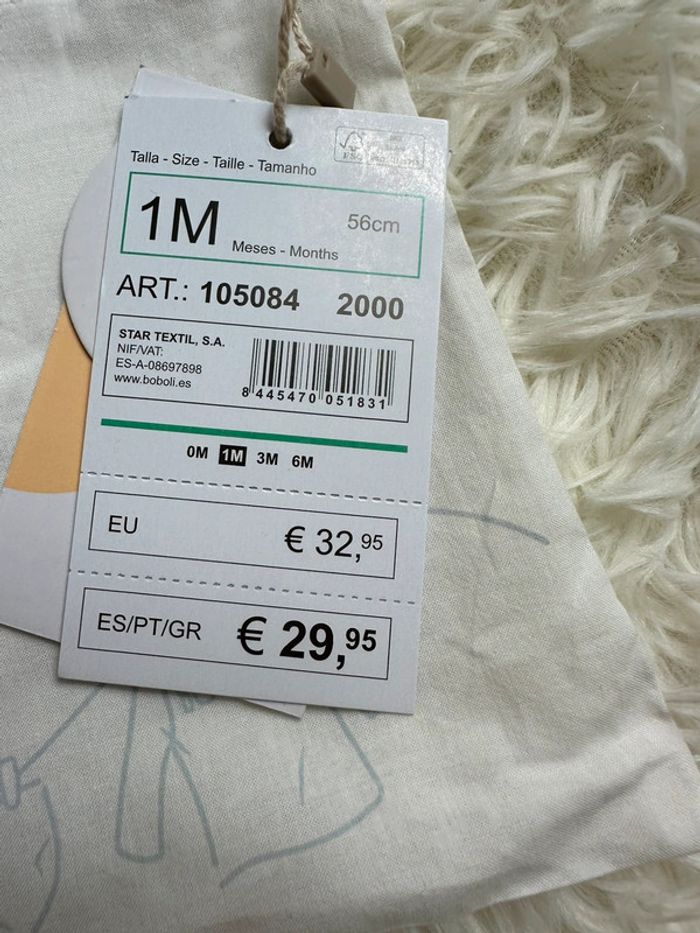 Talla - Size - Taille - Tamanho
FSC
1M
56cm
Meses - Months
ART.: 105084 2000
STAR TEXTIL, S.A.
NIF/VAT:
ES-A-08697898
www.boboli.es
8 445470 051831
0M 1M 3M 6M
EU € 32,95
ES/PT/GR € 29,95